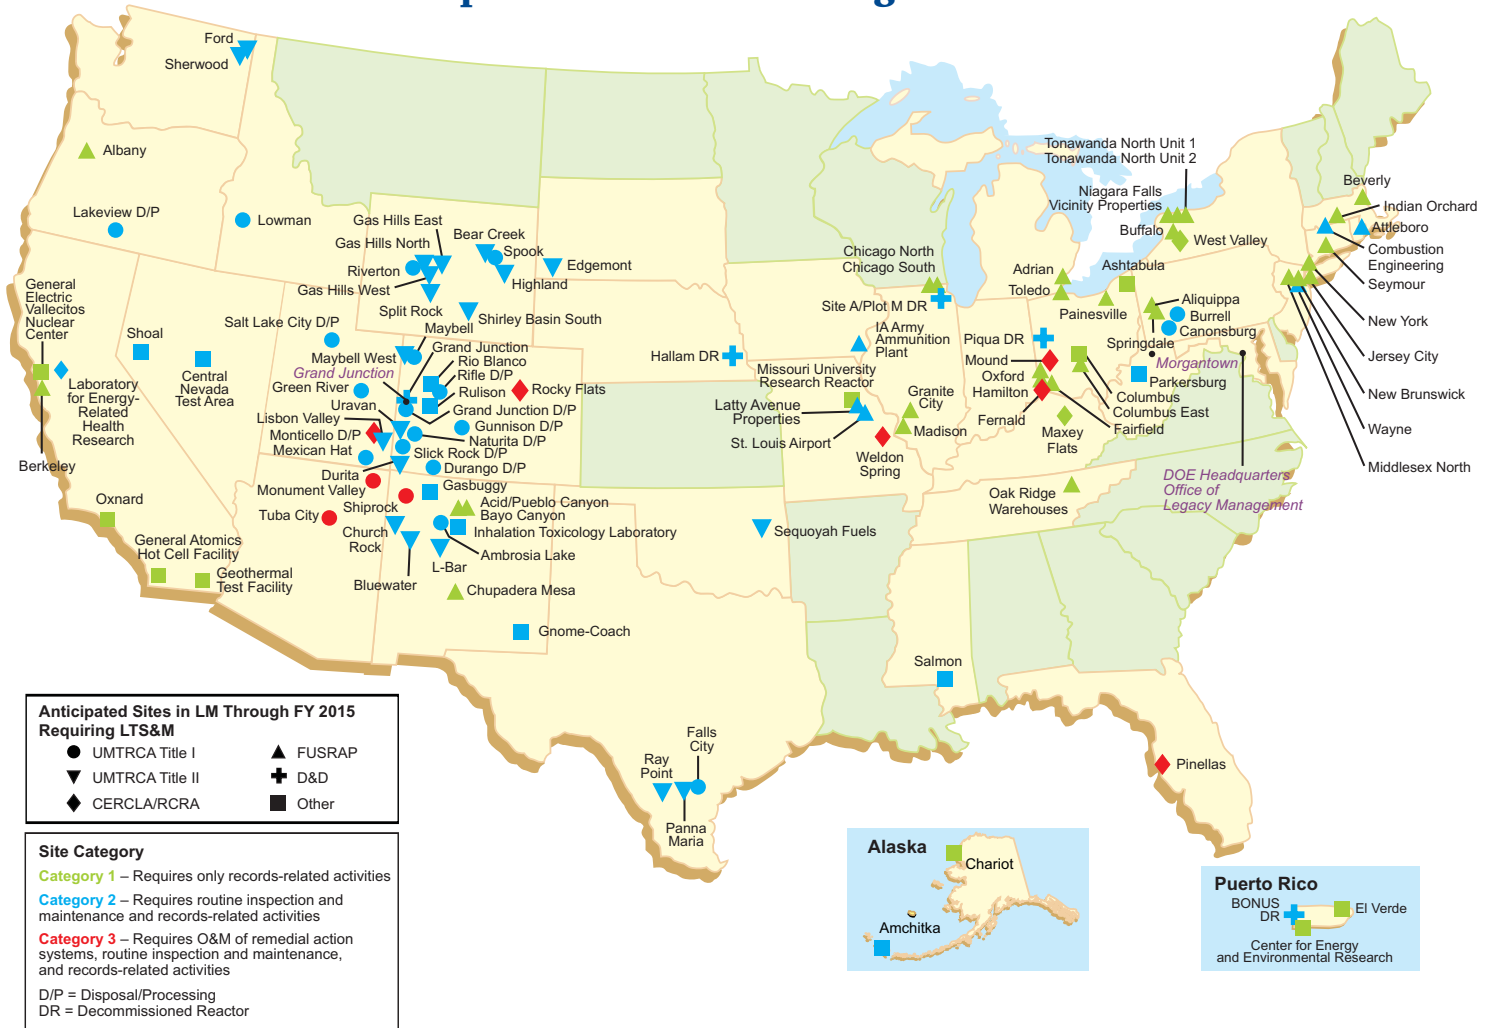 Ford
Sherwood
Albany
Lakeview D/P
Lowman
Gas Hills East
Gas Hills North
Bear Creek
Spook
Riverton
Gas Hills West
Highland
Edgemont
Split Rock
Shirley Basin South
Salt Lake City D/P
Maybell
Maybell West
Grand Junction
Grand Junction
Rio Blanco
Rifle D/P
Rulison
Rocky Flats
Green River
Uravan
Grand Junction D/P
Gunnison D/P
Lisbon Valley
Naturita D/P
Monticello D/P
Mexican Hat
Slick Rock D/P
Durango D/P
Durita
Monument Valley
Gasbuggy
Shiprock
Tuba City
Acid/Pueblo Canyon
Bayo Canyon
Church
Rock
Inhalation Toxicology Laboratory
Ambrosia Lake
L-Bar
Bluewater
Chupadera Mesa
Gnome-Coach
General
Electric
Vallecitos
Nuclear
Center
Shoal
Central
Nevada
Test Area
Laboratory
for Energy-
Related
Health
Research
Berkeley
Oxnard
General Atomics
Hot Cell Facility
Geothermal
Test Facility
Hallam DR
Sequoyah Fuels
Chicago North
Chicago South
Site A/Plot M DR
IA Army
Ammunition
Plant
Missouri University
Research Reactor
Latty Avenue
Properties
St. Louis Airport
Granite
City
Madison
Weldon
Spring
Tonawanda North Unit 1
Tonawanda North Unit 2
Niagara Falls
Vicinity Properties
Buffalo
West Valley
Adrian
Toledo
Ashtabula
Painesville
Piqua DR
Mound
Oxford
Hamilton
Fernald
Columbus
Columbus East
Fairfield
Maxey
Flats
Oak Ridge
Warehouses
Aliquippa
Burrell
Canonsburg
Springdale
Morgantown
Parkersburg
Beverly
Indian Orchard
Attleboro
Combustion
Engineering
Seymour
New York
Jersey City
New Brunswick
Wayne
Middlesex North
DOE Headquarters
Office of
Legacy Management
Salmon
Pinellas
Falls
City
Ray
Point
Panna
Maria
Anticipated Sites in LM Through FY 2015
Requiring LTS&M
UMTRCA Title I
FUSRAP
UMTRCA Title II
D&D
CERCLA/RCRA
Other
Site Category
Category 1 – Requires only records-related activities
Category 2 – Requires routine inspection and
maintenance and records-related activities
Category 3 – Requires O&M of remedial action
systems, routine inspection and maintenance,
and records-related activities
D/P = Disposal/Processing
DR = Decommissioned Reactor
Alaska
Chariot
Amchitka
Puerto Rico
BONUS
DR
El Verde
Center for Energy
and Environmental Research